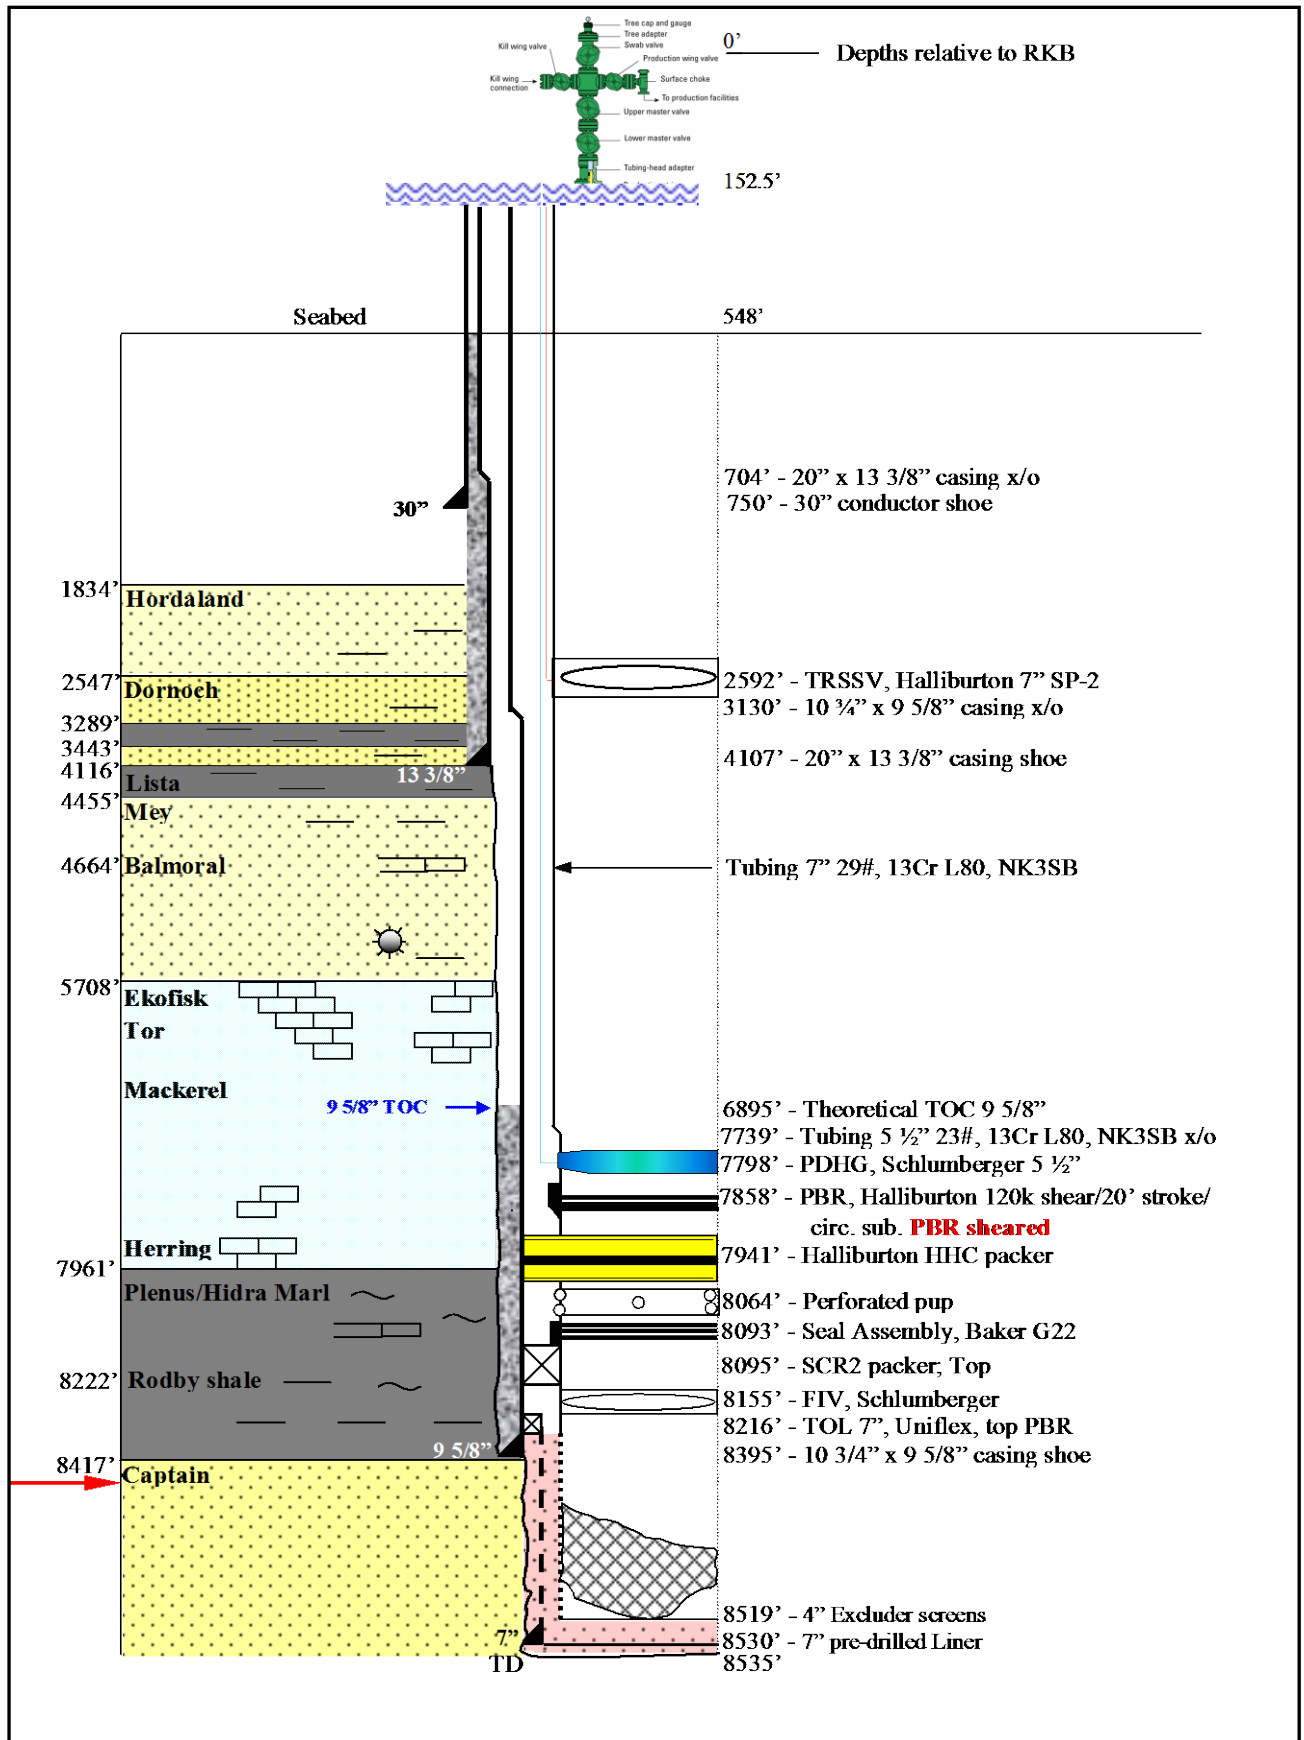 Tree cap and gauge
Tree adapter
Swab valve
Kill wing valve
Production wing valve
Kill wing
connection
Surface choke
To production facilities
Upper master valve
Lower master valve
Tubing-head adapter
0’
Depths relative to RKB
152.5’
Seabed
548’
704’ - 20” x 13 3/8” casing x/o
750’ - 30” conductor shoe
30”
1834’
Hordaland
2547’
Dornoch
2592’ - TRSSV, Halliburton 7” SP-2
3130’ - 10 ¾” x 9 5/8” casing x/o
3289’
3443’
4107’ - 20” x 13 3/8” casing shoe
4116’
13 3/8”
Lista
4455’
Mey
4664’
Balmoral
Tubing 7” 29#, 13Cr L80, NK3SB
5708’
Ekofisk
Tor
Mackerel
9 5/8” TOC
6895’ - Theoretical TOC 9 5/8”
7739’ - Tubing 5 ½” 23#, 13Cr L80, NK3SB x/o
7798’ - PDHG, Schlumberger 5 ½”
7858’ - PBR, Halliburton 120k shear/20’ stroke/
circ. sub. PBR sheared
Herring
7941’ - Halliburton HHC packer
7961’
Plenus/Hidra Marl
8064’ - Perforated pup
8093’ - Seal Assembly, Baker G22
8095’ - SCR2 packer, Top
8222’
Rodby shale
8155’ - FIV, Schlumberger
8216’ - TOL 7”, Uniflex, top PBR
9 5/8”
8395’ - 10 3/4” x 9 5/8” casing shoe
8417’
Captain
8519’ - 4” Excluder screens
7”
8530’ - 7” pre-drilled Liner
TD
8535’